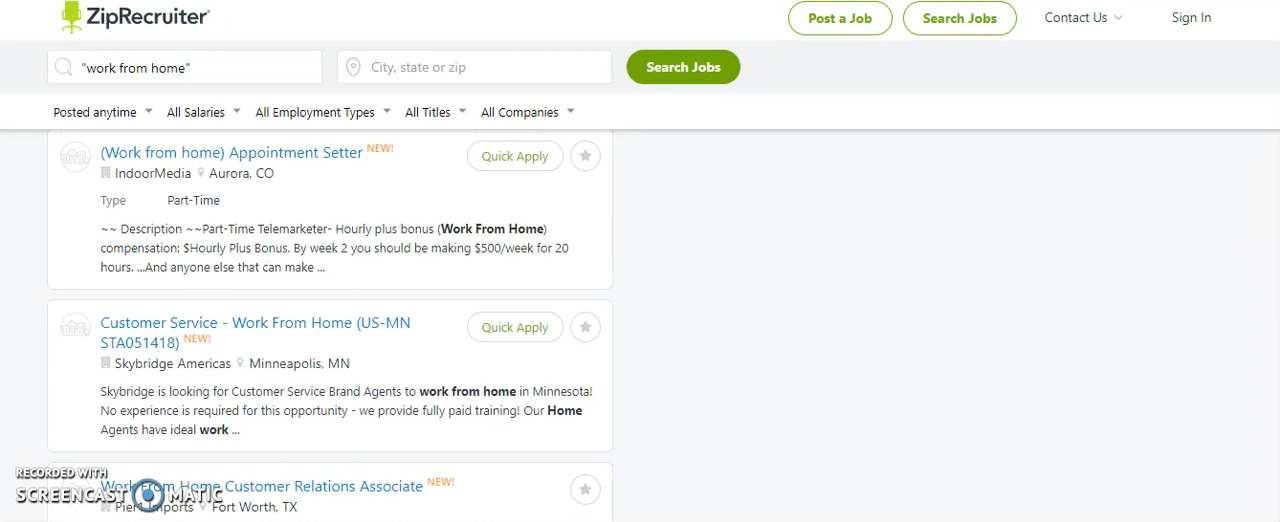 ZipRecruiter
Post a Job
Search Jobs
Contact Us
Sign In
"work from home"
City, state or zip
Search Jobs
Posted anytime
All Salaries
All Employment Types
All Titles
All Companies
(Work from home) Appointment Setter NEW!
Quick Apply
IndoorMedia Aurora, CO
Type Part-Time
~~ Description ~~Part-Time Telemarketer- Hourly plus bonus (Work From Home)
compensation: $Hourly Plus Bonus. By week 2 you should be making $500/week for 20
hours. ...And anyone else that can make ...
Customer Service - Work From Home (US-MN
STA051418) NEW!
Quick Apply
Skybridge Americas Minneapolis, MN
Skybridge is looking for Customer Service Brand Agents to work from home in Minnesota!
No experience is required for this opportunity - we provide fully paid training! Our Home
Agents have ideal work ...
Work From Home Customer Relations Associate NEW!
Pier1 Imports Fort Worth, TX
RECORDED WITH
SCREENCAST MATIC